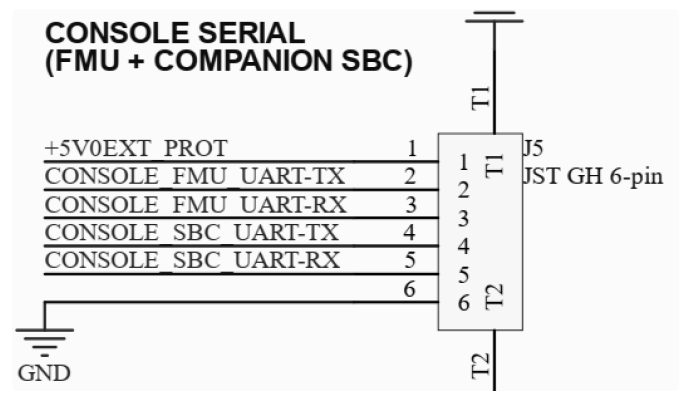 CONSOLE SERIAL
(FMU + COMPANION SBC)
T1
+5V0EXT_PROT 1 1 T1 J5
CONSOLE_FMU_UART-TX 2 2 JST GH 6-pin
CONSOLE_FMU_UART-RX 3 3
CONSOLE_SBC_UART-TX 4 4
CONSOLE_SBC_UART-RX 5 5
6 6 T2
GND
T2